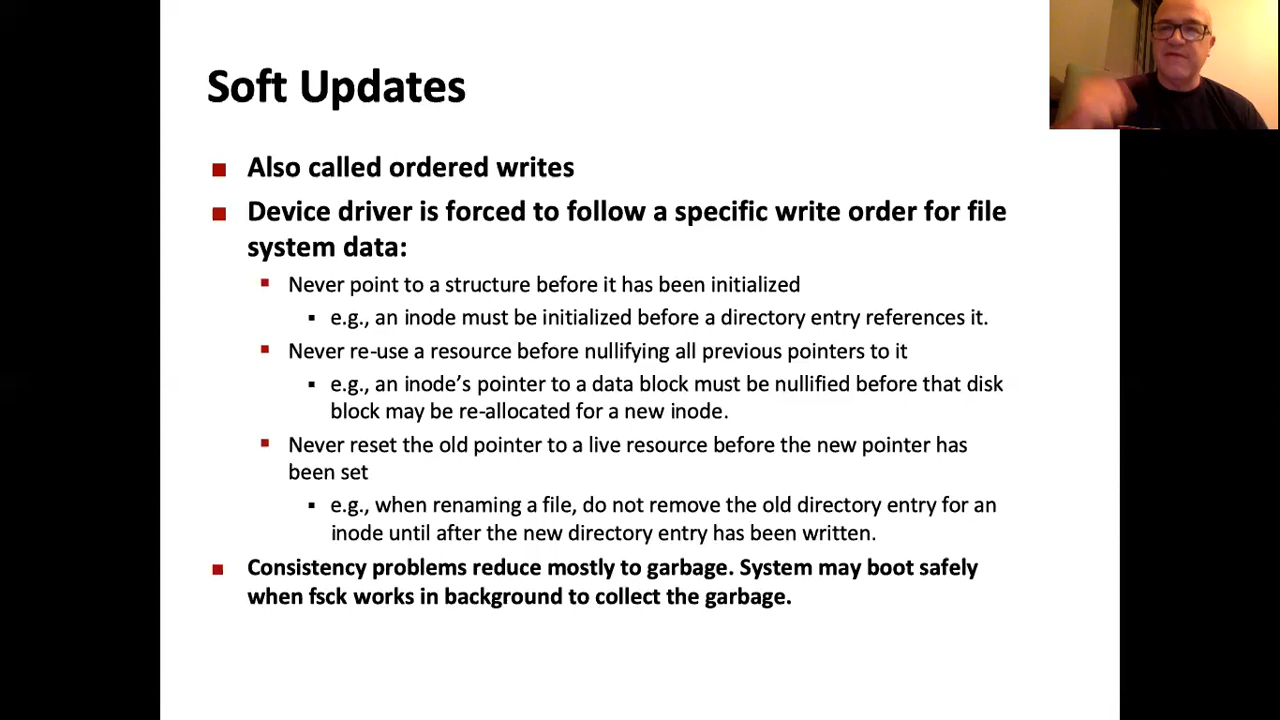 Soft Updates
Also called ordered writes
Device driver is forced to follow a specific write order for file
system data:
Never point to a structure before it has been initialized
e.g., an inode must be initialized before a directory entry references it.
Never re-use a resource before nullifying all previous pointers to it
e.g., an inode’s pointer to a data block must be nullified before that disk
block may be re-allocated for a new inode.
Never reset the old pointer to a live resource before the new pointer has
been set
e.g., when renaming a file, do not remove the old directory entry for an
inode until after the new directory entry has been written.
Consistency problems reduce mostly to garbage. System may boot safely
when fsck works in background to collect the garbage.